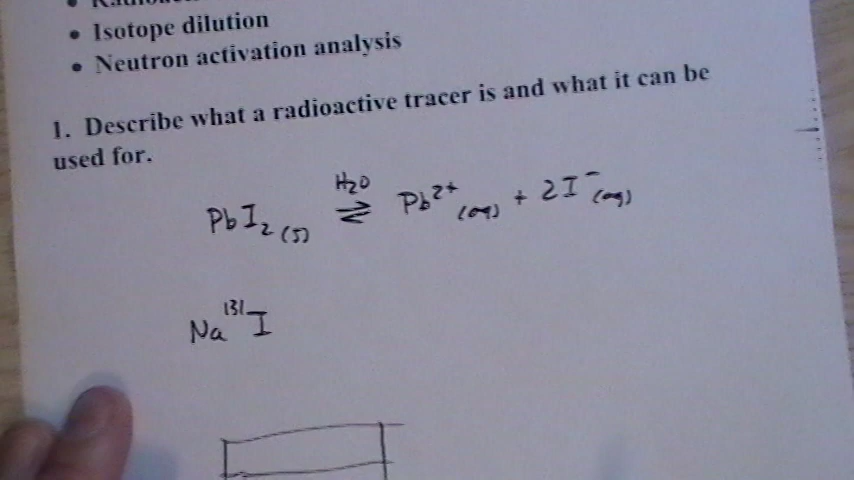 • Isotope dilution
• Neutron activation analysis
1. Describe what a radioactive tracer is and what it can be
used for.
H₂O
PbI₂ (s) ⇌ Pb²⁺ (aq) + 2I⁻ (aq)
Na¹³¹I